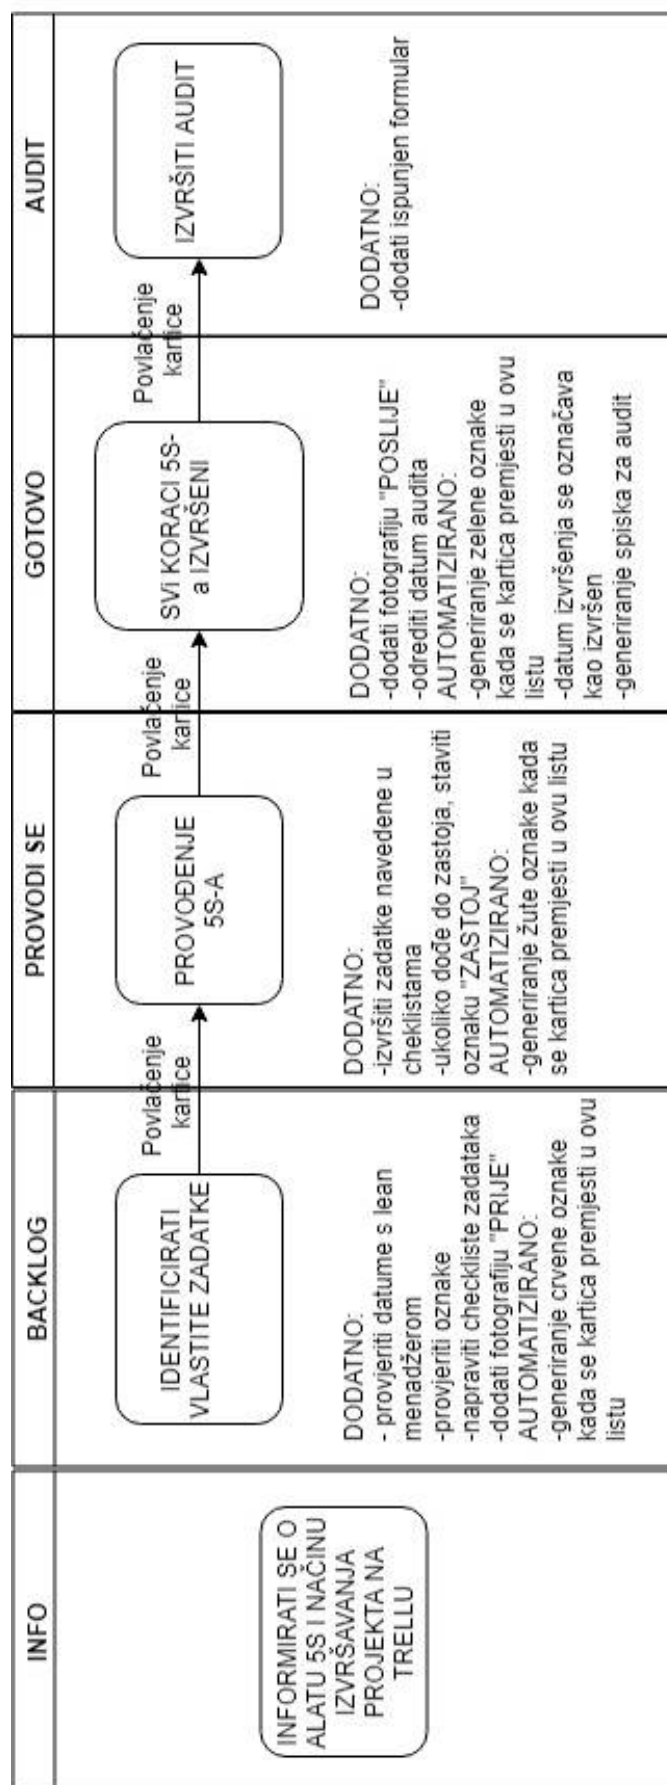 INFO
INFORMIRATI SE O
ALATU 5S I NAČINU
IZVRŠAVANJA
PROJEKTA NA
TRELLU
BACKLOG
IDENTIFICIRATI
VLASTITE ZADATKE
DODATNO:
- provjeriti datume s lean
menadžerom
-provjeriti oznake
-napraviti checkliste zadataka
-dodati fotografiju "PRIJE"
AUTOMATIZIRANO:
-generiranje crvene oznake
kada se kartica premjesti u ovu
listu
Povlačenje
kartice
PROVODI SE
PROVOĐENJE
5S-A
DODATNO:
-izvršiti zadatke navedene u
cheklistama
-ukoliko dođe do zastoja, staviti
oznaku "ZASTOJ"
AUTOMATIZIRANO:
-generiranje žute oznake kada
se kartica premjesti u ovu listu
Povlačenje
kartice
GOTOVO
SVI KORACI 5S-
a IZVRŠENI
DODATNO:
-dodati fotografiju "POSLIJE"
-odrediti datum audita
AUTOMATIZIRANO:
-generiranje zelene oznake
kada se kartica premjesti u ovu
listu
-datum izvršenja se označava
kao izvršen
-generiranje spiska za audit
Povlačenje
kartice
AUDIT
IZVRŠITI AUDIT
DODATNO:
-dodati ispunjen formular